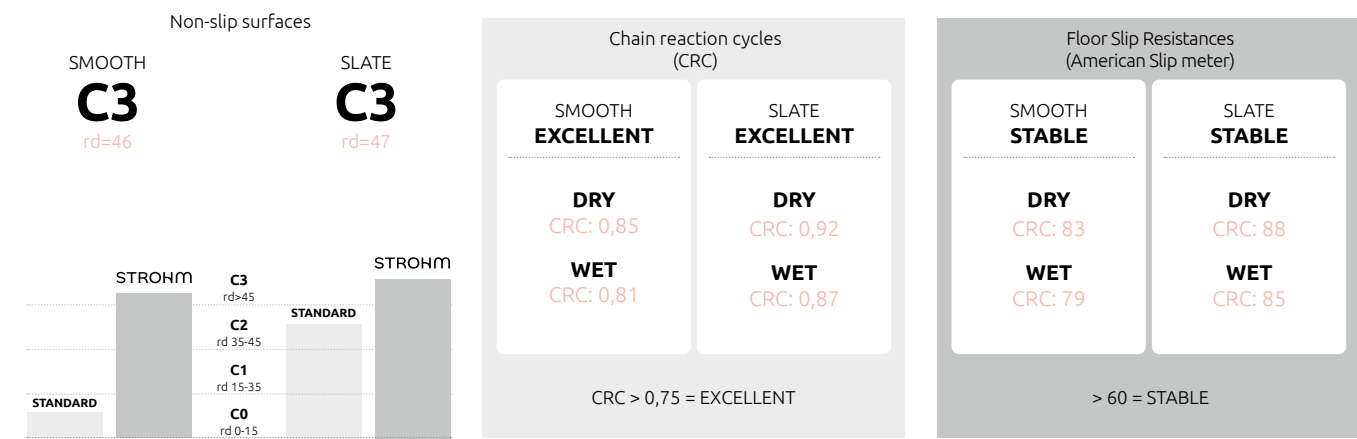 Non-slip surfaces
SMOOTH
C3
rd=46
SLATE
C3
rd=47
STANDARD
STROHM
C3
rd>45
C2
rd 35-45
C1
rd 15-35
C0
rd 0-15
STANDARD
STROHM
Chain reaction cycles
(CRC)
SMOOTH
EXCELLENT
DRY
CRC: 0,85
WET
CRC: 0,81
SLATE
EXCELLENT
DRY
CRC: 0,92
WET
CRC: 0,87
CRC > 0,75 = EXCELLENT
Floor Slip Resistances
(American Slip meter)
SMOOTH
STABLE
DRY
CRC: 83
WET
CRC: 79
SLATE
STABLE
DRY
CRC: 88
WET
CRC: 85
> 60 = STABLE